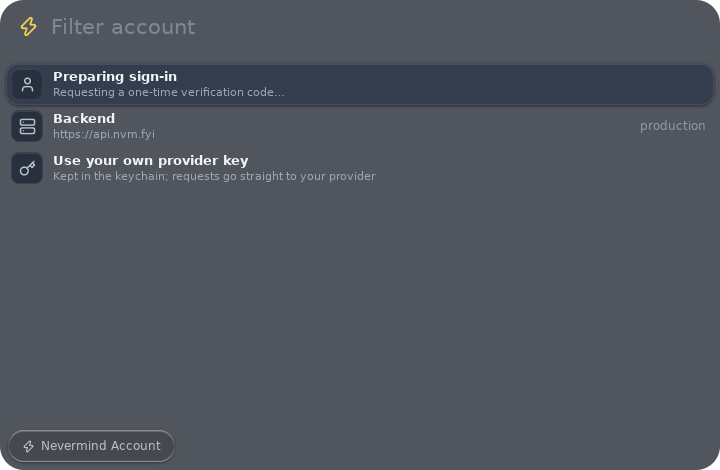 Filter account
Preparing sign-in
Requesting a one-time verification code...
Backend
https://api.nvm.fyi
production
Use your own provider key
Kept in the keychain; requests go straight to your provider
Nevermind Account